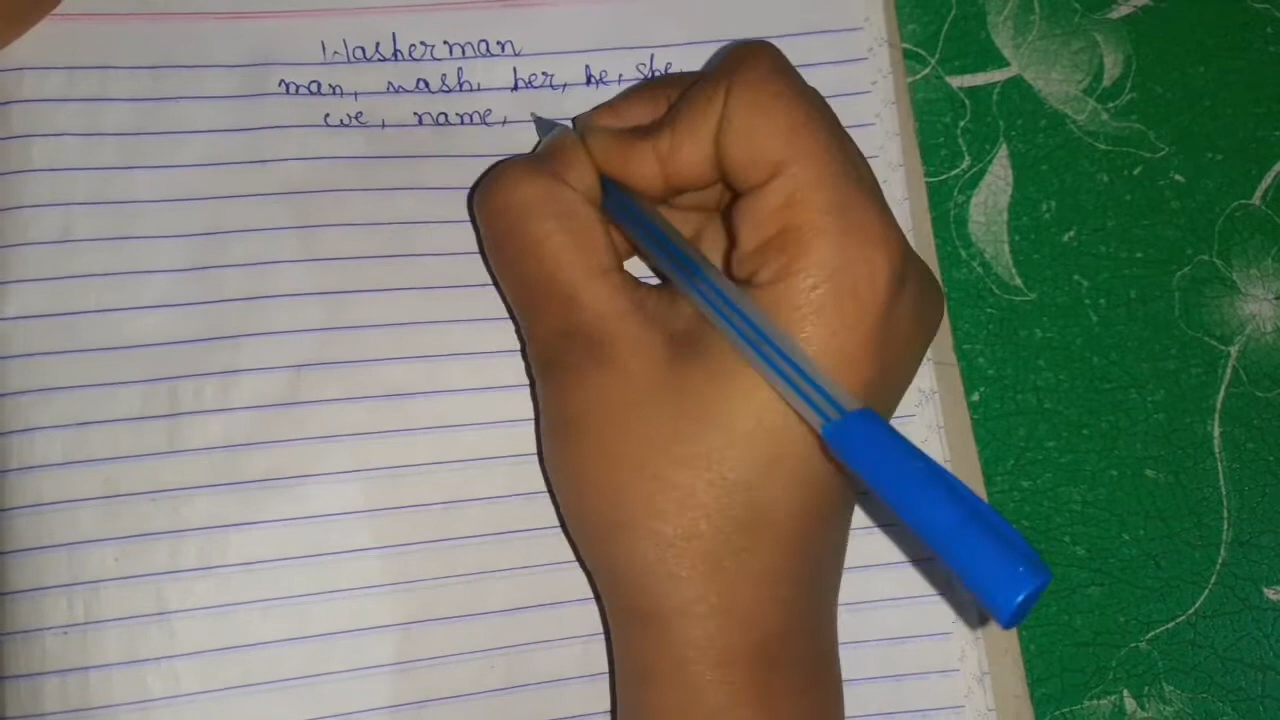 Washerman
man, wash, her, he, she,
we, name,